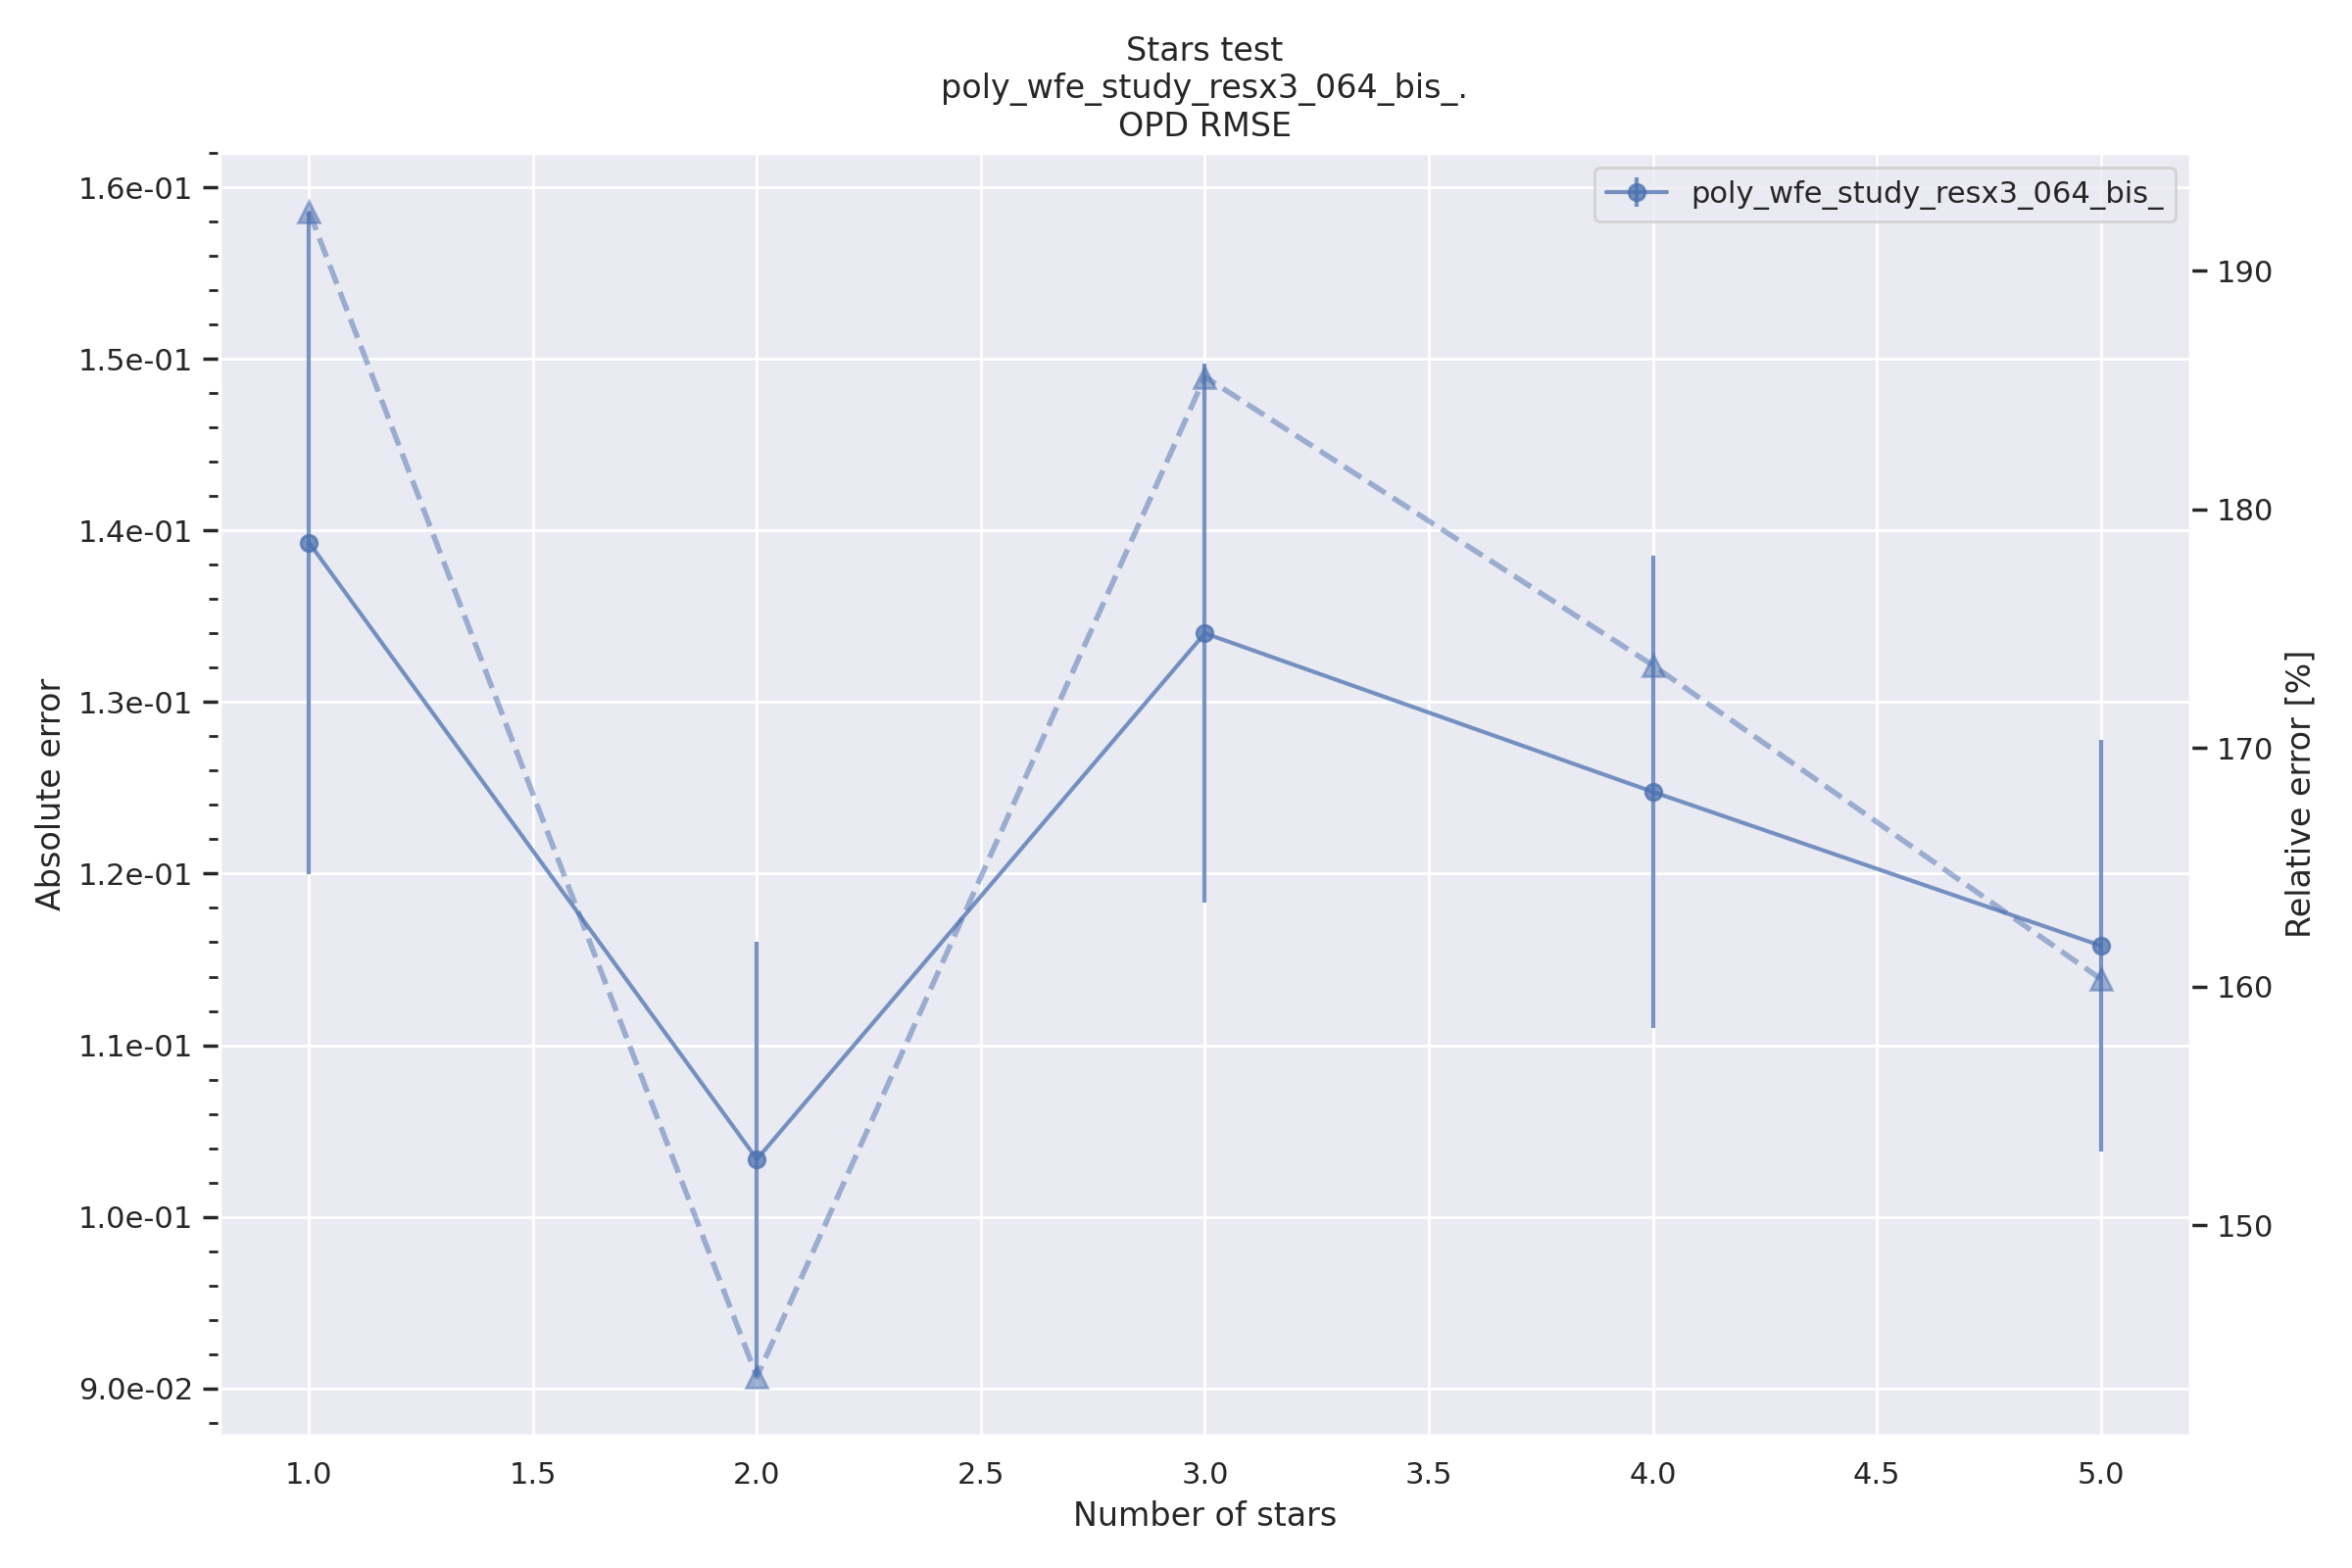 Stars test
poly_wfe_study_resx3_064_bis_.
OPD RMSE
poly_wfe_study_resx3_064_bis_
Absolute error
1.6e-01
1.5e-01
1.4e-01
1.3e-01
1.2e-01
1.1e-01
1.0e-01
9.0e-02
190
180
170
160
150
Relative error [%]
1.0 1.5 2.0 2.5 3.0 3.5 4.0 4.5 5.0
Number of stars